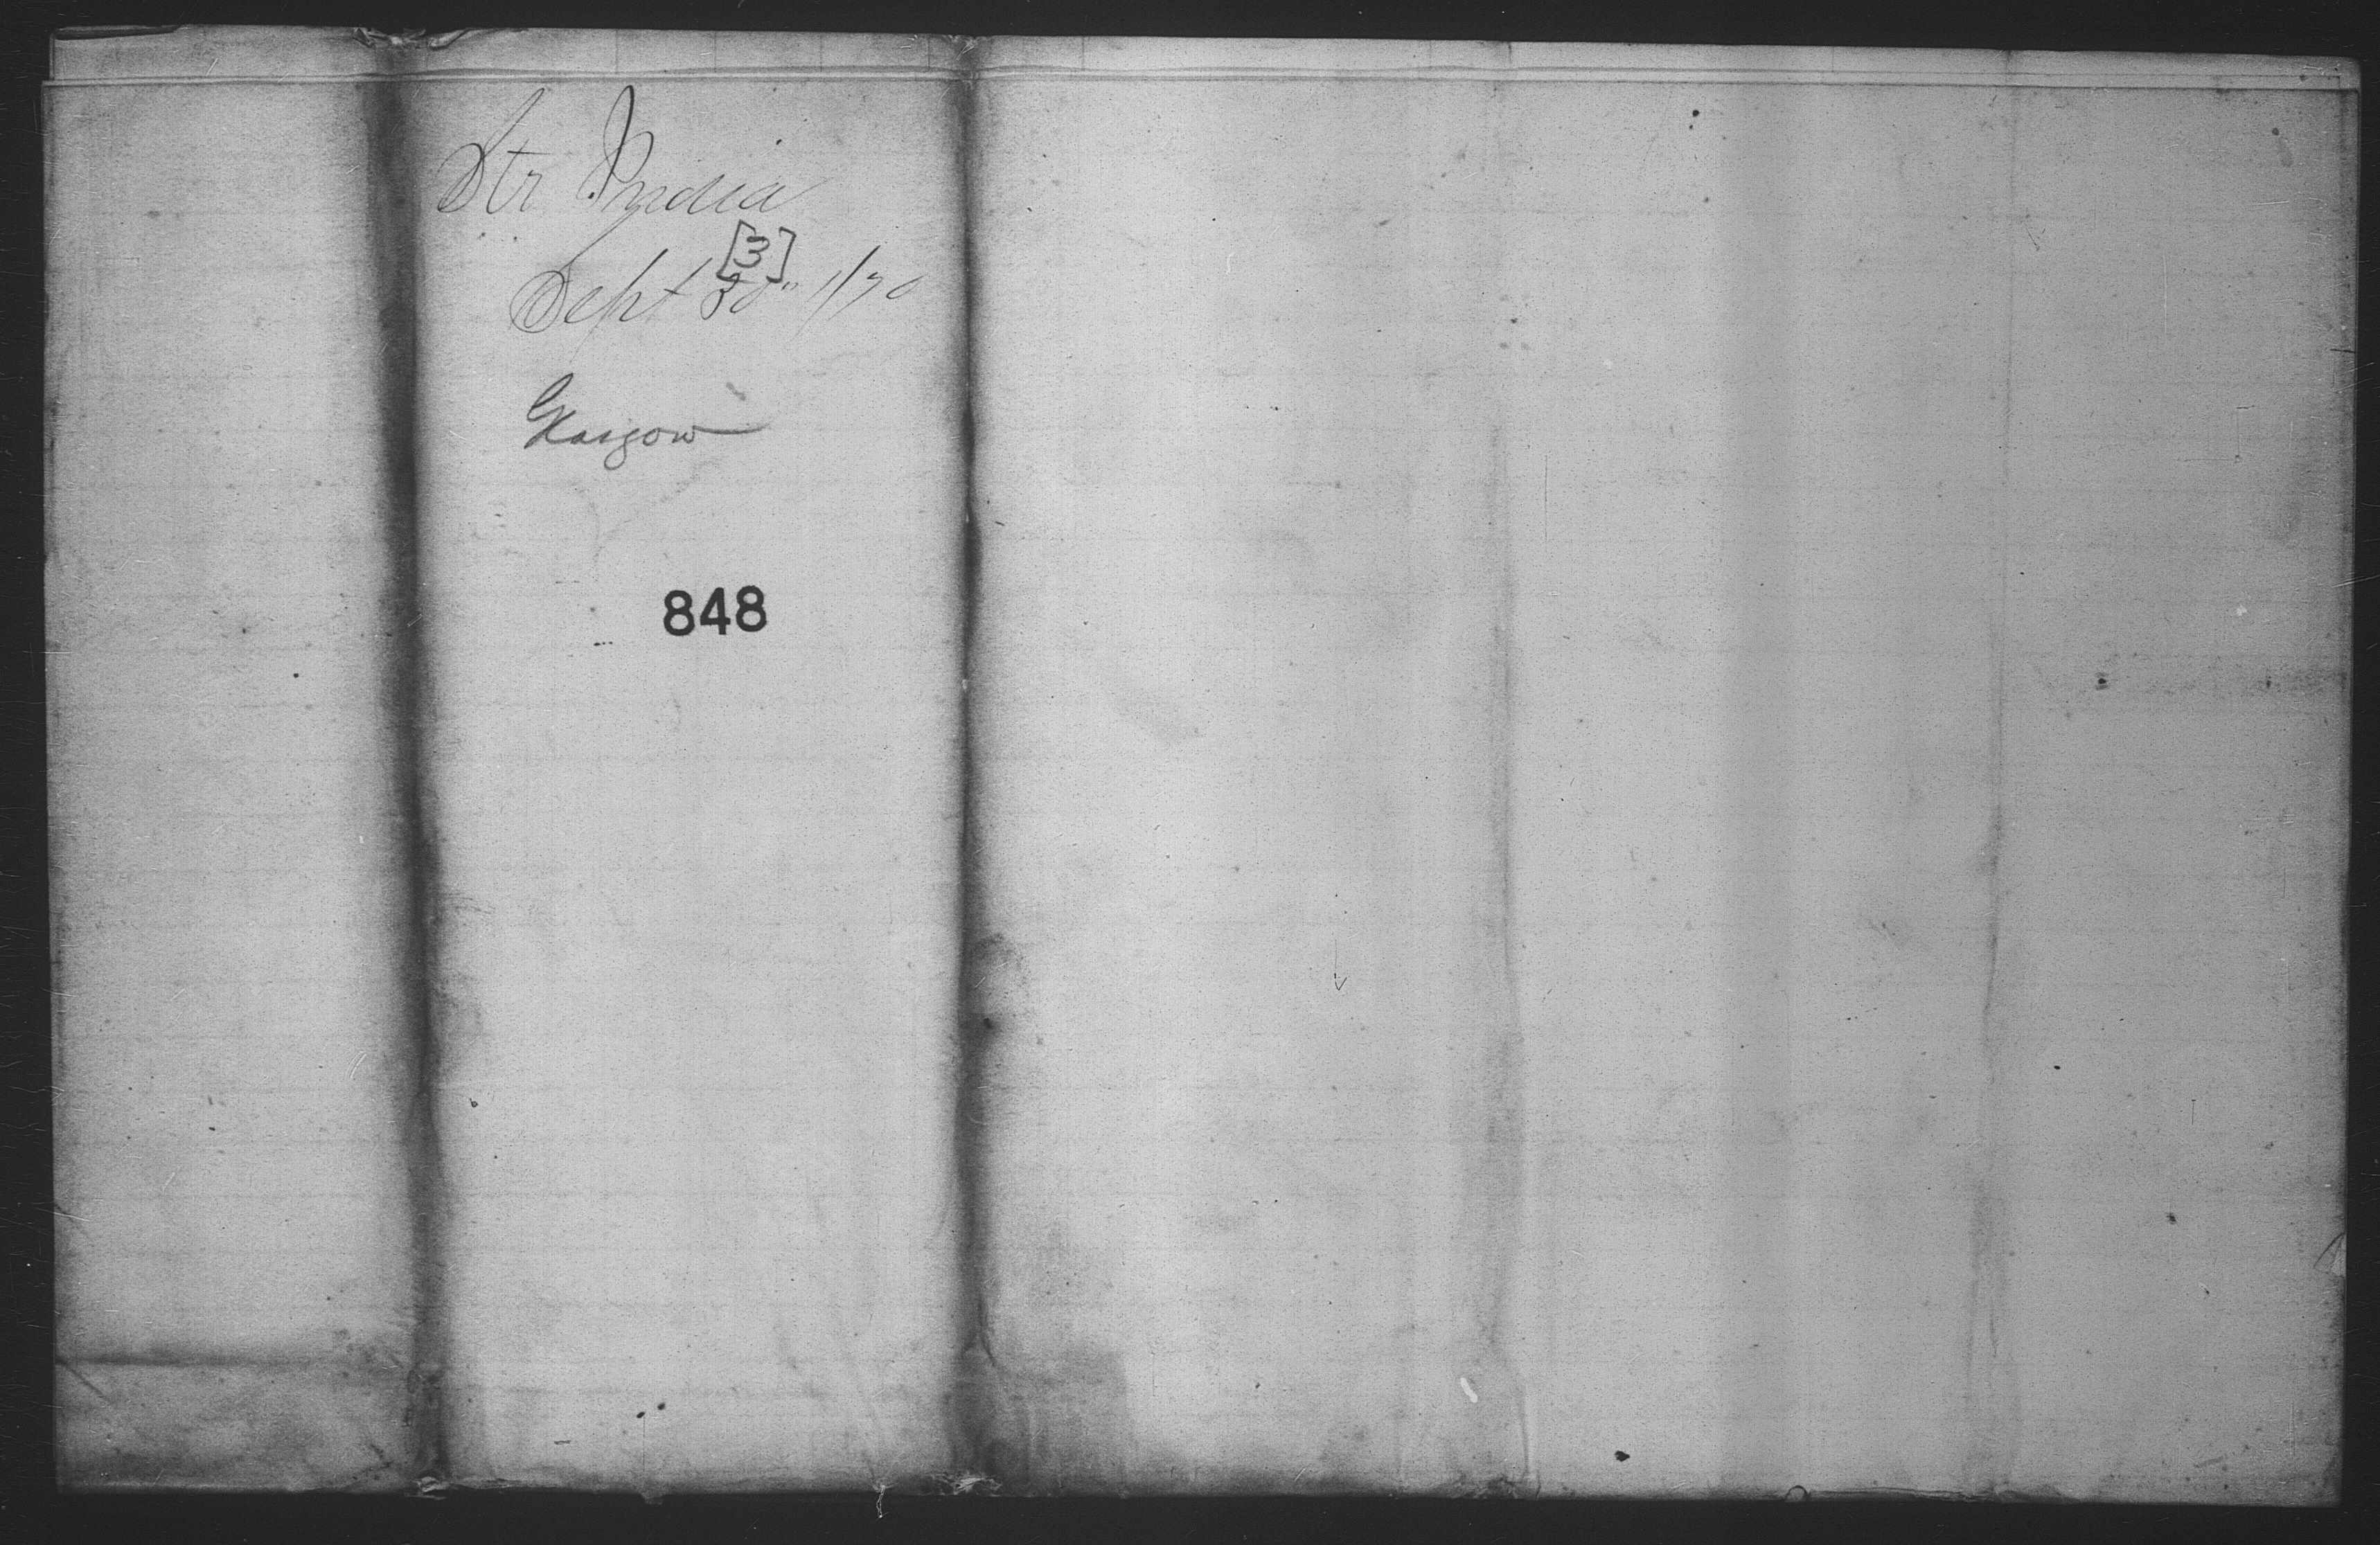 Str India
[3]
Sept 30" 1/70
Glasgow
848